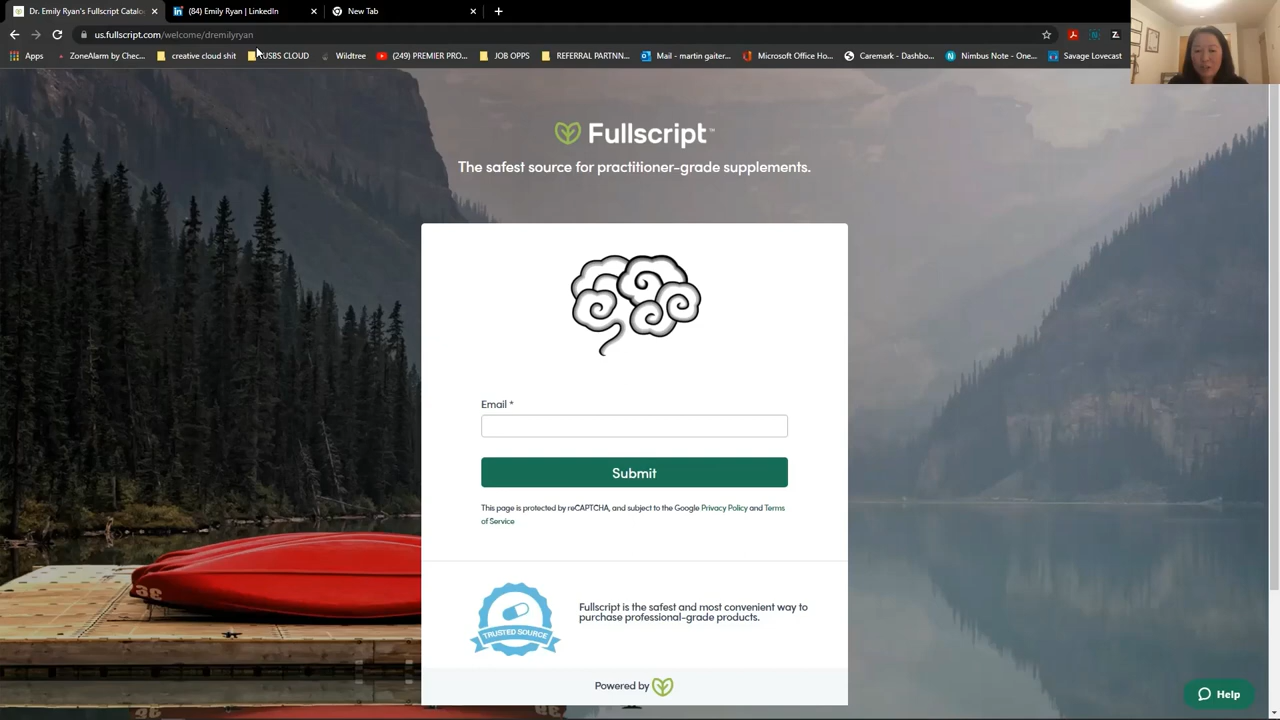 Dr. Emily Ryan's Fullscript Catalo
(84) Emily Ryan | LinkedIn
New Tab
us.fullscript.com/welcome/dremilyryan
Apps
ZoneAlarm by Chec...
creative cloud shit
USBS CLOUD
Wildtree
(249) PREMIER PRO...
JOB OPPS
REFERRAL PARTNN...
Mail - martin gaiter...
Microsoft Office Ho...
Caremark - Dashbo...
Nimbus Note - One...
Savage Lovecast
Fullscript™
The safest source for practitioner-grade supplements.
Email *
Submit
This page is protected by reCAPTCHA, and subject to the Google Privacy Policy and Terms
of Service
TRUSTED SOURCE
Fullscript is the safest and most convenient way to
purchase professional-grade products.
Powered by
Help